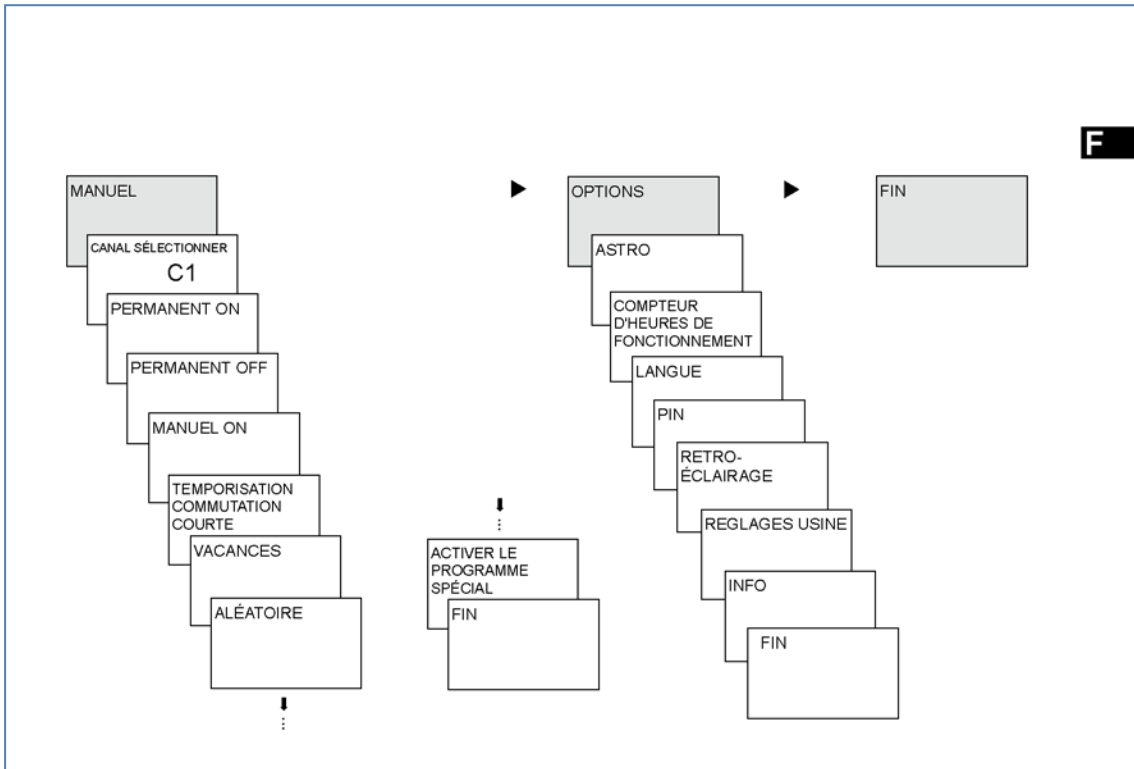 F
MANUEL
CANAL SÉLECTIONNER
C1
PERMANENT ON
PERMANENT OFF
MANUEL ON
TEMPORISATION
COMMUTATION
COURTE
VACANCES
ALÉATOIRE
ACTIVER LE
PROGRAMME
SPÉCIAL
FIN
OPTIONS
ASTRO
COMPTEUR
D'HEURES DE
FONCTIONNEMENT
LANGUE
PIN
RETRO-
ÉCLAIRAGE
REGLAGES USINE
INFO
FIN
FIN